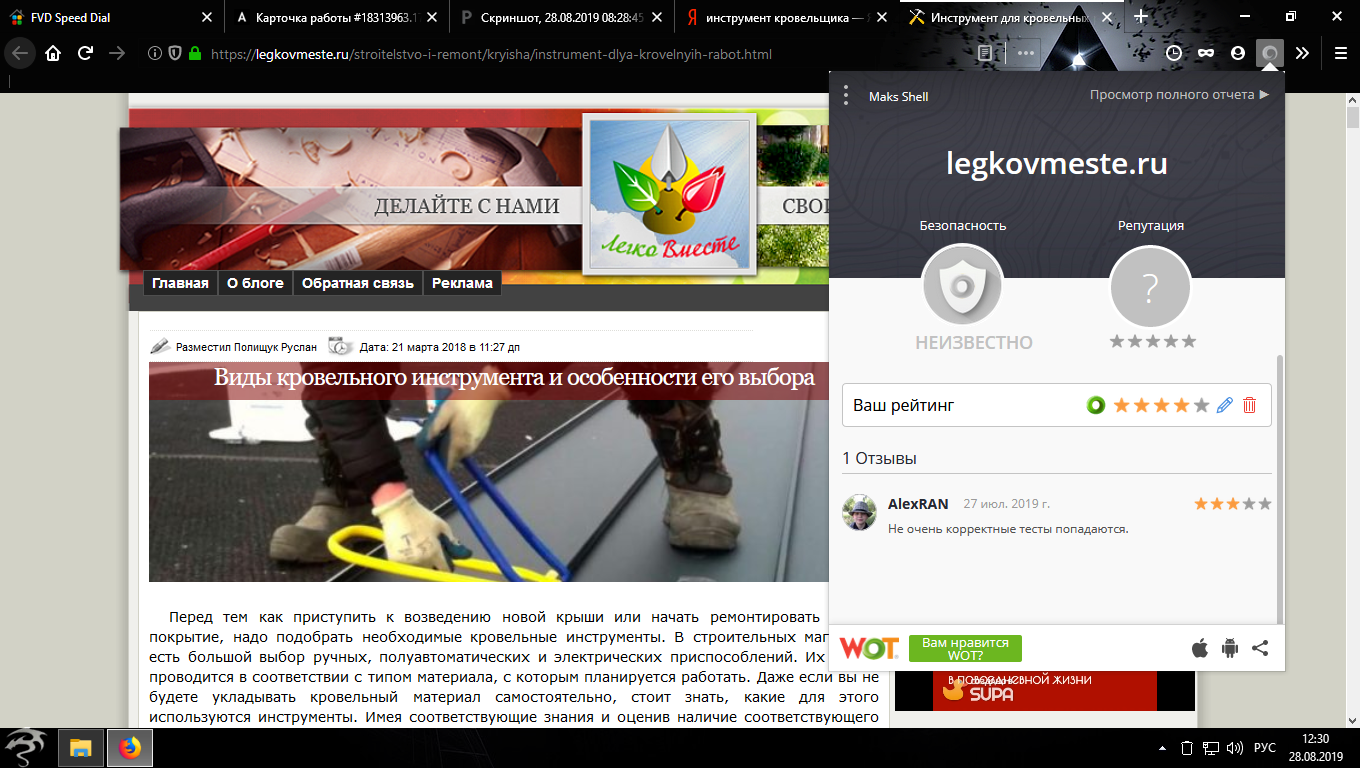 FVD Speed Dial
Карточка работы #18313963.1
Скриншот, 28.08.2019 08:28:45
инструмент кровельщика —
Инструмент для кровельных
https://legkovmeste.ru/stroitelstvo-i-remont/kryisha/instrument-dlya-krovelnyih-rabot.html
Maks Shell
Просмотр полного отчета
legkovmeste.ru
Безопасность
Репутация
?
НЕИЗВЕСТНО
Ваш рейтинг
1 Отзывы
AlexRAN
27 июл. 2019 г.
Не очень корректные тесты попадаются.
WOT
Вам нравится
WOT?
ДЕЛАЙТЕ С НАМИ
СВОИ
Легко Вместе
Главная
О блоге
Обратная связь
Реклама
Разместил Полищук Руслан
Дата: 21 марта 2018 в 11:27 дп
Виды кровельного инструмента и особенности его выбора
Перед тем как приступить к возведению новой крыши или начать ремонтировать
покрытие, надо подобрать необходимые кровельные инструменты. В строительных
есть большой выбор ручных, полуавтоматических и электрических приспособлений. Их
проводится в соответствии с типом материала, с которым планируется работать. Даже если вы не
будете укладывать кровельный материал самостоятельно, стоит знать, какие для этого
используются инструменты. Имея соответствующие знания и оценив наличие соответствующего
В ПОВСЕДНЕВНОЙ ЖИЗНИ
SUPA
РУС
12:30
28.08.2019